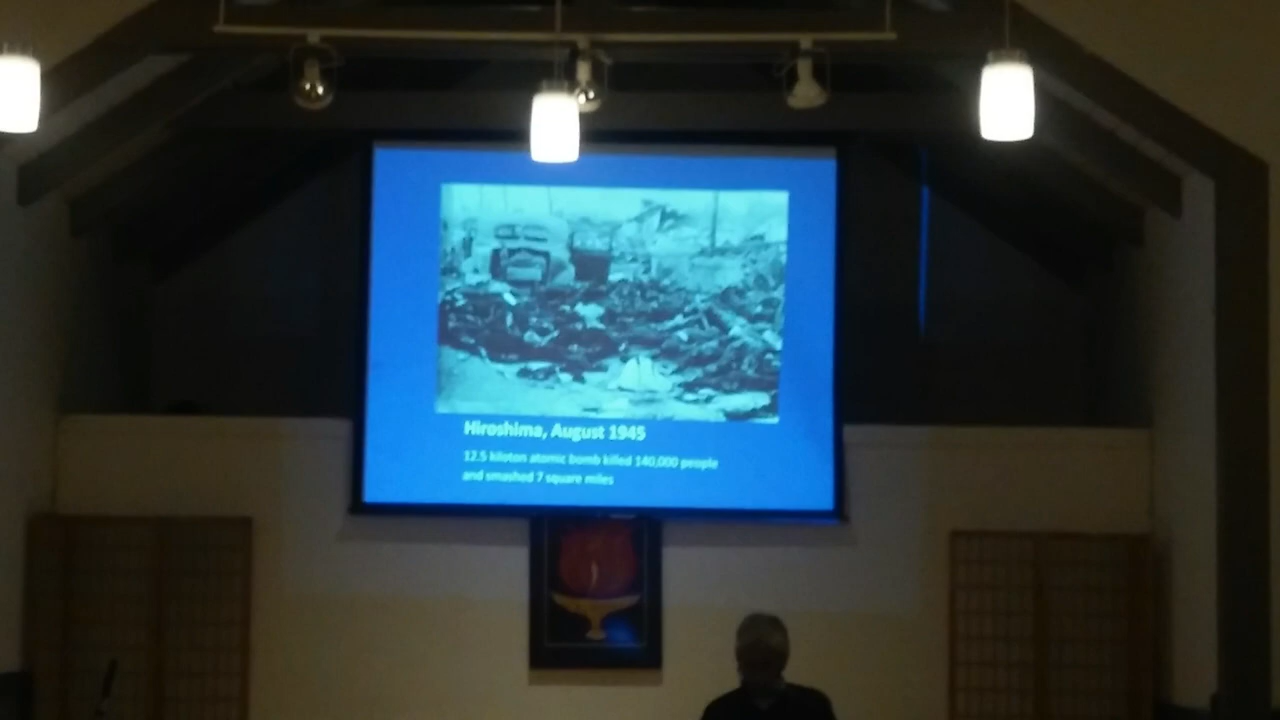 Hiroshima, August 1945
12.5 kiloton atomic bomb killed 140,000 people
and smashed 7 square miles